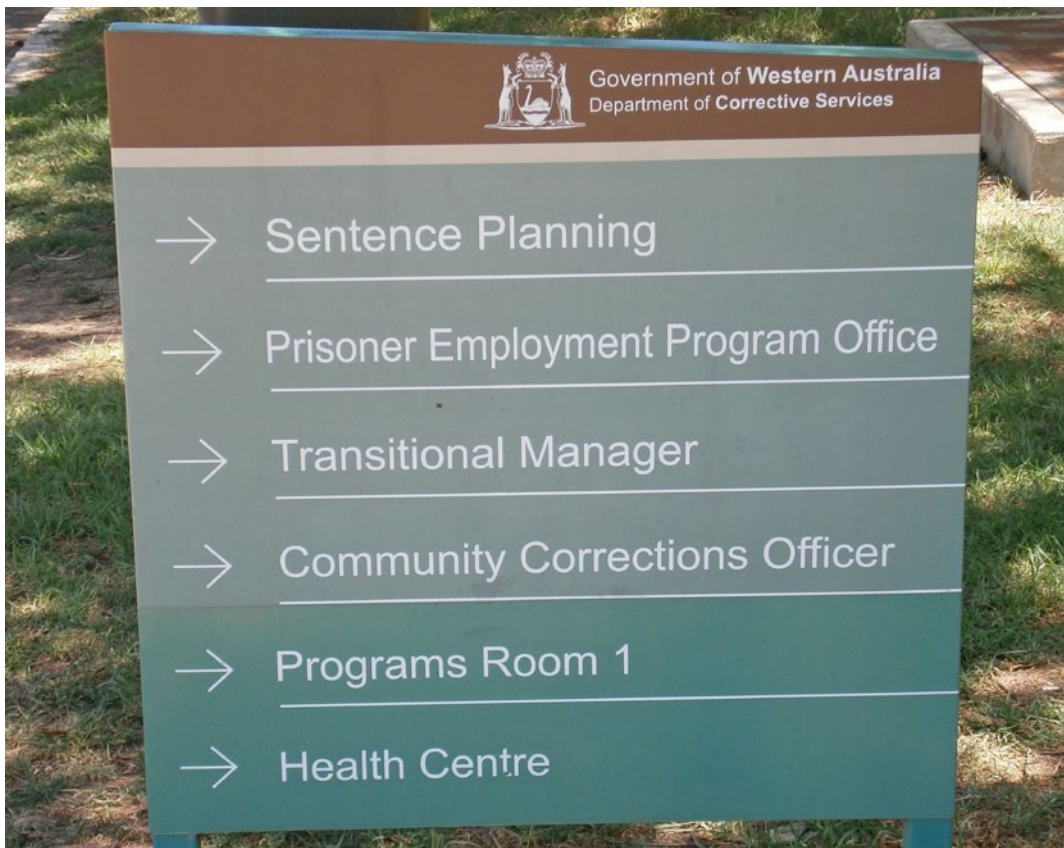 Government of Western Australia
Department of Corrective Services
Sentence Planning
Prisoner Employment Program Office
Transitional Manager
Community Corrections Officer
Programs Room 1
Health Centre